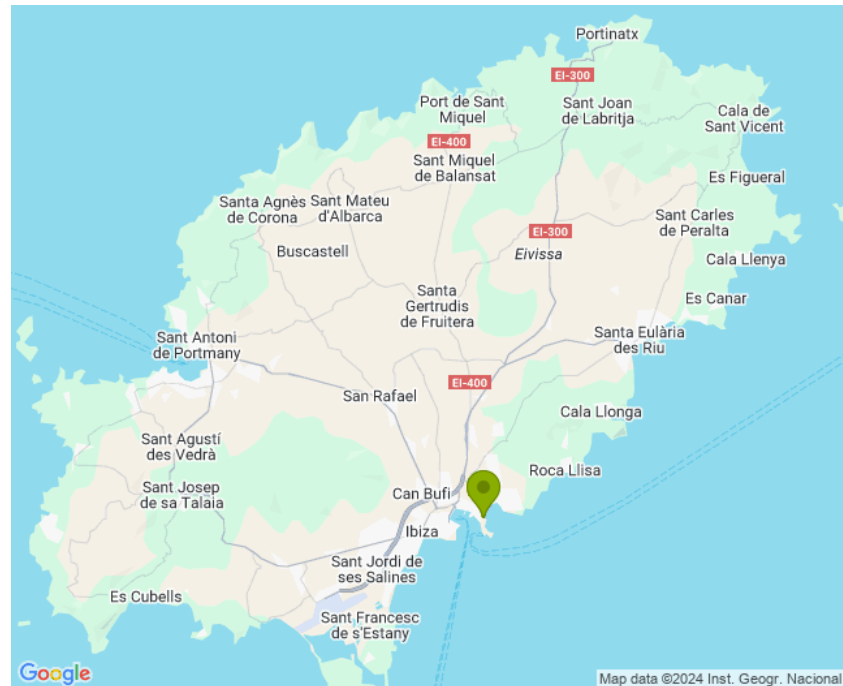 Portinatx
EI-300
Port de Sant
Miquel
Sant Joan
de Labritja
Cala de
Sant Vicent
EI-400
Sant Miquel
de Balansat
Es Figueral
Santa Agnès
de Corona
Sant Mateu
d'Albarca
Sant Carles
de Peralta
EI-300
Buscastell
Eivissa
Cala Llenya
Santa
Gertrudis
de Fruitera
Es Canar
Sant Antoni
de Portmany
Santa Eulària
des Riu
EI-400
San Rafael
Cala Llonga
Sant Agustí
des Vedrà
Roca Llisa
Sant Josep
de sa Talaia
Can Bufi
Ibiza
Sant Jordi de
ses Salines
Es Cubells
Sant Francesc
de s'Estany
Google
Map data ©2024 Inst. Geogr. Nacional